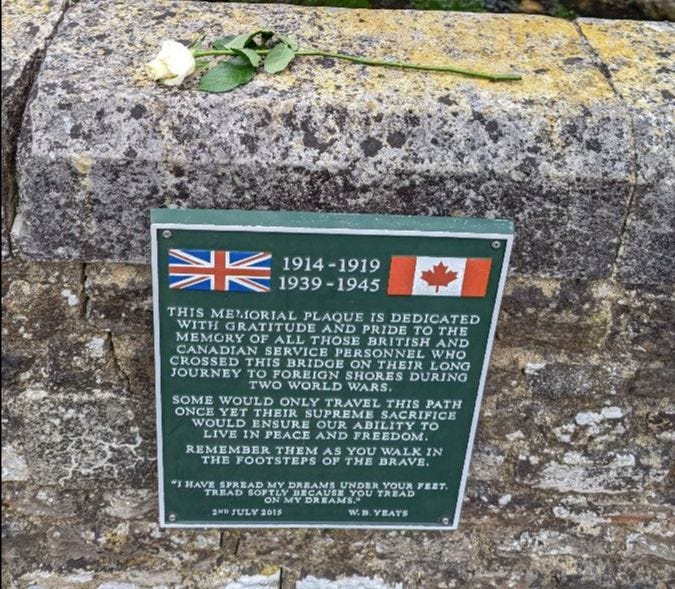 1914-1919
1939-1945
THIS MEMORIAL PLAQUE IS DEDICATED
WITH GRATITUDE AND PRIDE TO THE
MEMORY OF ALL THOSE BRITISH AND
CANADIAN SERVICE PERSONNEL WHO
CROSSED THIS BRIDGE ON THEIR LONG
JOURNEY TO FOREIGN SHORES DURING
TWO WORLD WARS.
SOME WOULD ONLY TRAVEL THIS PATH
ONCE YET THEIR SUPREME SACRIFICE
WOULD ENSURE OUR ABILITY TO
LIVE IN PEACE AND FREEDOM.
REMEMBER THEM AS YOU WALK IN
THE FOOTSTEPS OF THE BRAVE.
"I HAVE SPREAD MY DREAMS UNDER YOUR FEET.
TREAD SOFTLY BECAUSE YOU TREAD
ON MY DREAMS."
2ND JULY 2015 W. B. YEATS